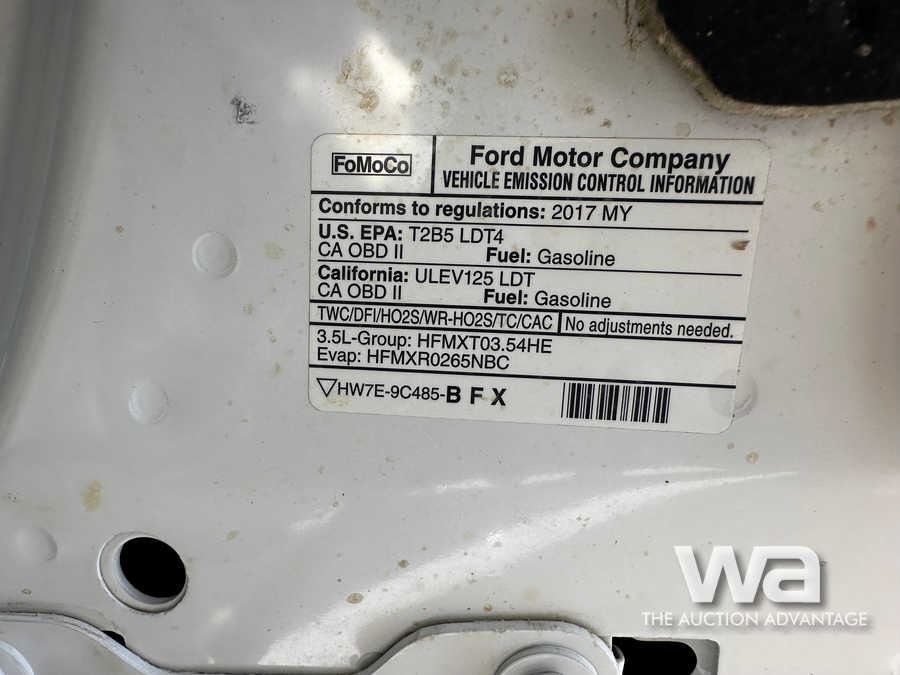 FoMoCo
Ford Motor Company
VEHICLE EMISSION CONTROL INFORMATION
Conforms to regulations: 2017 MY
U.S. EPA: T2B5 LDT4
CA OBD II Fuel: Gasoline
California: ULEV125 LDT
CA OBD II Fuel: Gasoline
TWC/DFI/HO2S/WR-HO2S/TC/CAC No adjustments needed.
3.5L-Group: HFMXT03.54HE
Evap: HFMXR0265NBC
▽HW7E-9C485-B F X
wa
THE AUCTION ADVANTAGE